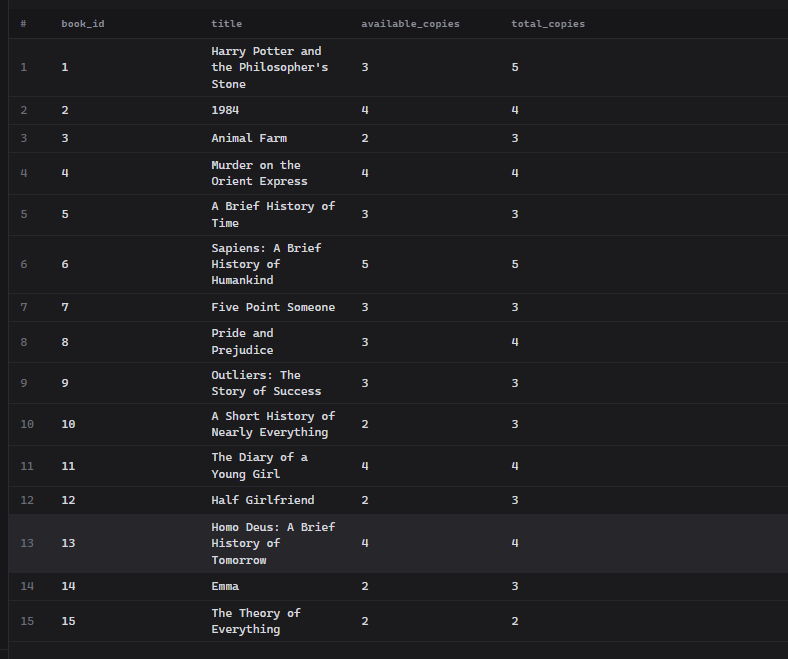 # book_id title available_copies total_copies
Harry Potter and
1 1 the Philosopher's 3 5
Stone
2 2 1984 4 4
3 3 Animal Farm 2 3
Murder on the
4 4 Orient Express 4 4
A Brief History of
5 5 Time 3 3
Sapiens: A Brief
6 6 History of 5 5
Humankind
7 7 Five Point Someone 3 3
Pride and
8 8 Prejudice 3 4
Outliers: The
9 9 Story of Success 3 3
A Short History of
10 10 Nearly Everything 2 3
The Diary of a
11 11 Young Girl 4 4
12 12 Half Girlfriend 2 3
Homo Deus: A Brief
13 13 History of 4 4
Tomorrow
14 14 Emma 2 3
The Theory of
15 15 Everything 2 2